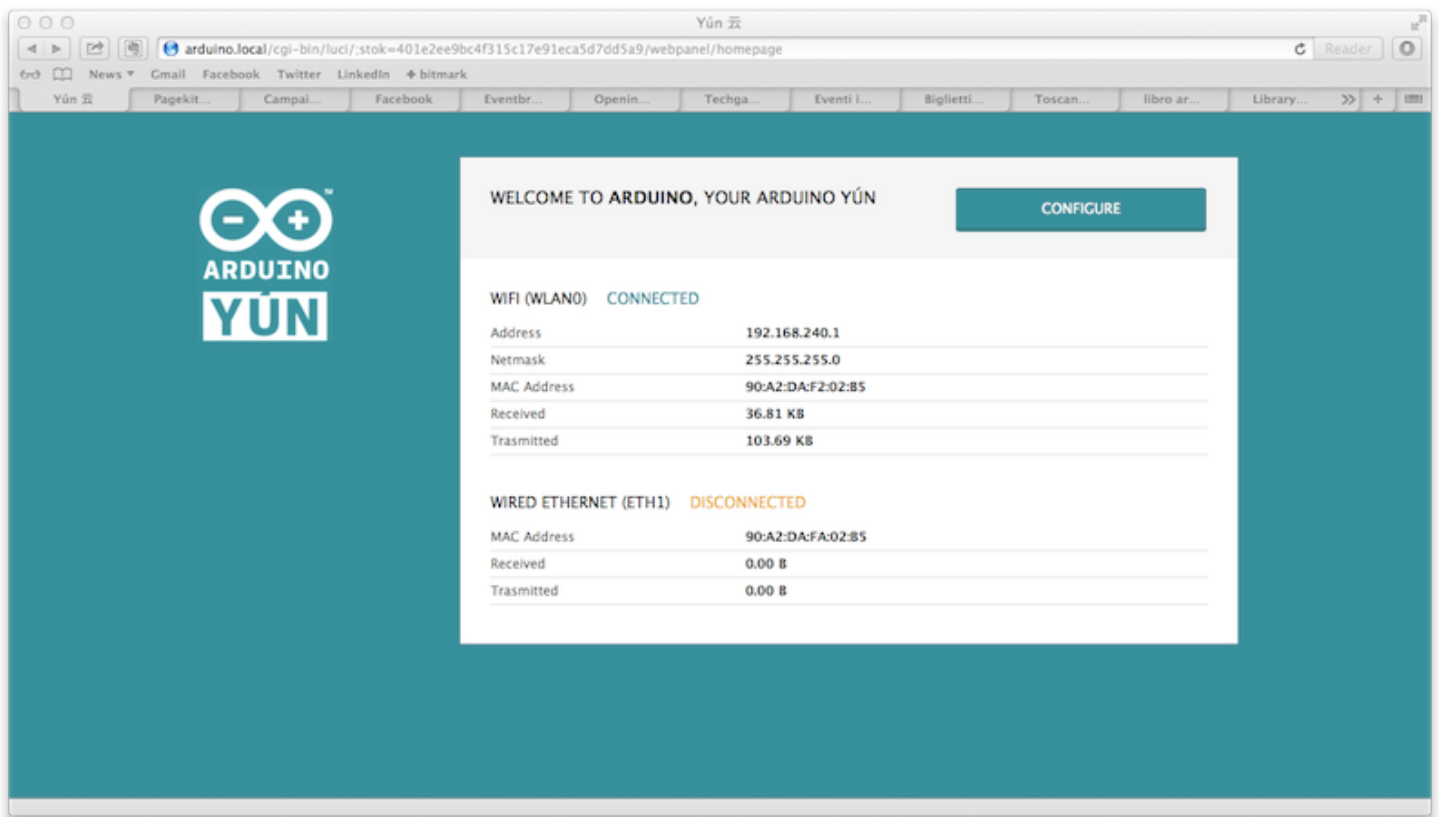 Yún 云
arduino.local/cgi-bin/luci/;stok=401e2ee9bc4f315c17e91eca5d7dd5a9/webpanel/homepage
Reader
News Gmail Facebook Twitter LinkedIn bitmark
Yún 云 Pagekit... Campai... Facebook Eventbr... Openin... Techga... Eventi i... Biglietti... Toscan... libro ar... Library...
ARDUINO
YÚN
WELCOME TO ARDUINO, YOUR ARDUINO YÚN
CONFIGURE
WIFI (WLAN0) CONNECTED
Address 192.168.240.1
Netmask 255.255.255.0
MAC Address 90:A2:DA:F2:02:B5
Received 36.81 KB
Trasmitted 103.69 KB
WIRED ETHERNET (ETH1) DISCONNECTED
MAC Address 90:A2:DA:FA:02:B5
Received 0.00 B
Trasmitted 0.00 B